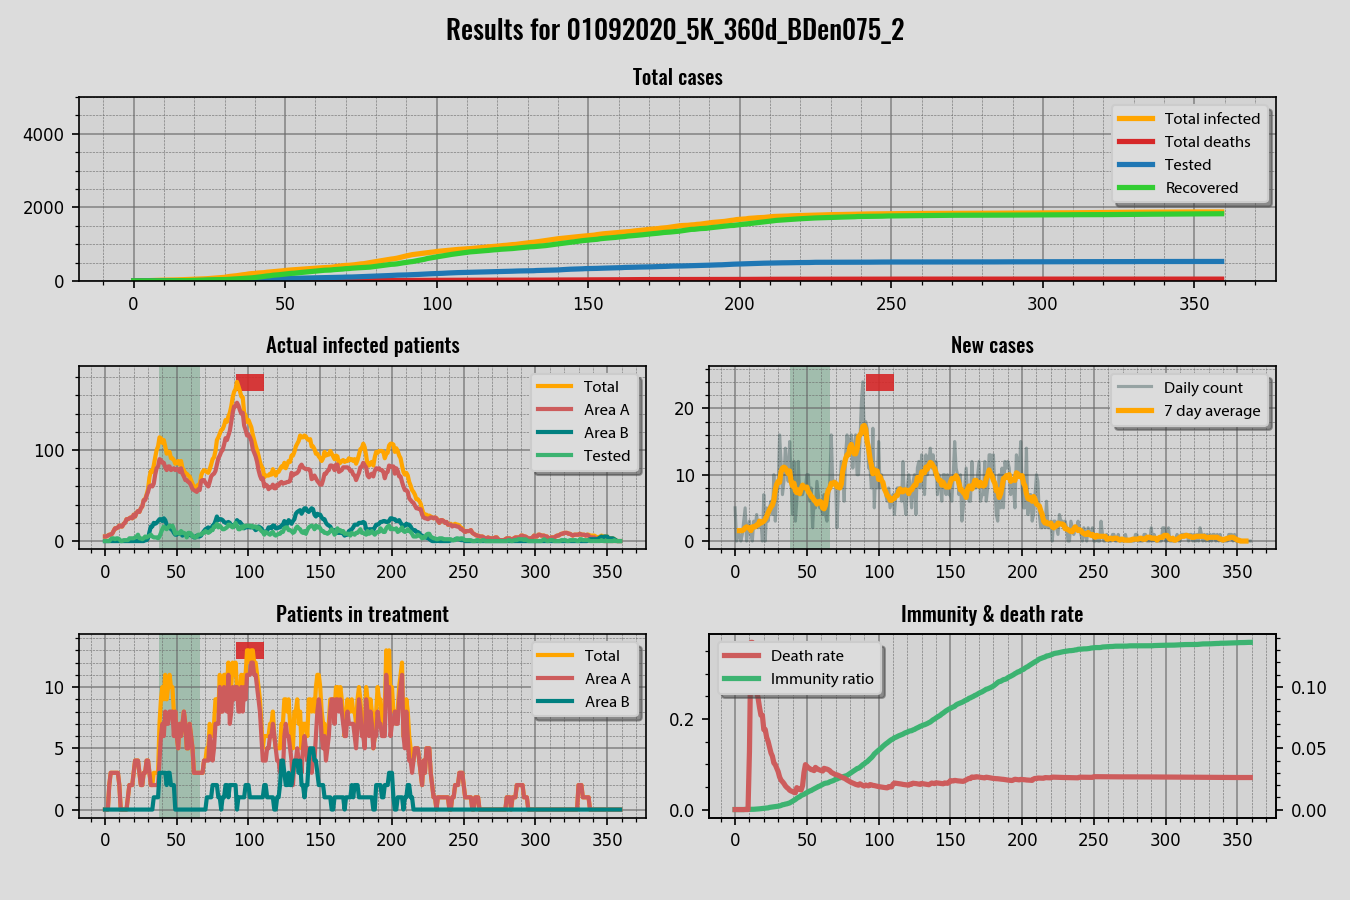 Results for 01092020_5K_360d_BDen075_2
Total cases
4000
2000
0
0 50 100 150 200 250 300 350
Total infected
Total deaths
Tested
Recovered
Actual infected patients
100
0
0 50 100 150 200 250 300 350
Total
Area A
Area B
Tested
New cases
20
10
0
0 50 100 150 200 250 300 350
Daily count
7 day average
Patients in treatment
10
5
0
0 50 100 150 200 250 300 350
Total
Area A
Area B
Immunity & death rate
0.2
0.0
0 50 100 150 200 250 300 350
0.10
0.05
0.00
Death rate
Immunity ratio